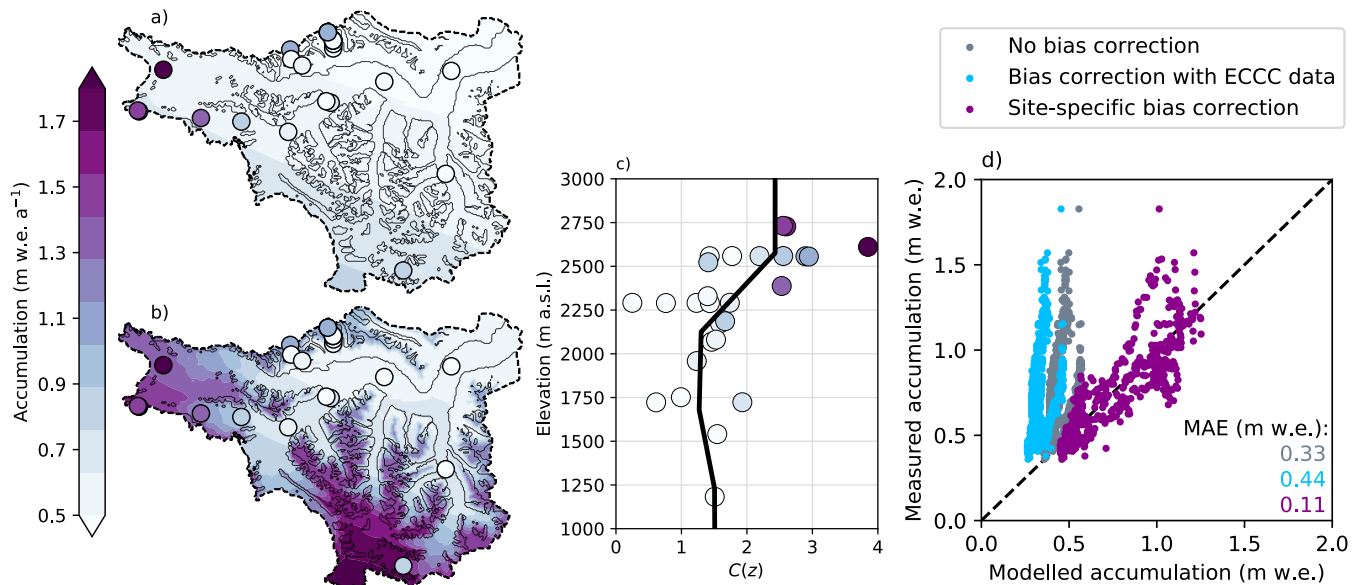 a)
b)
1.7
1.5
1.3
1.1
0.9
0.7
0.5
Accumulation (m w.e. a⁻¹)
c)
3000
2750
2500
2250
2000
1750
1500
1250
1000
Elevation (m a.s.l.)
0 1 2 3 4
C(z)
No bias correction
Bias correction with ECCC data
Site-specific bias correction
d)
2.0
1.5
1.0
0.5
0.0
Measured accumulation (m w.e.)
MAE (m w.e.):
0.33
0.44
0.11
0.0 0.5 1.0 1.5 2.0
Modelled accumulation (m w.e.)